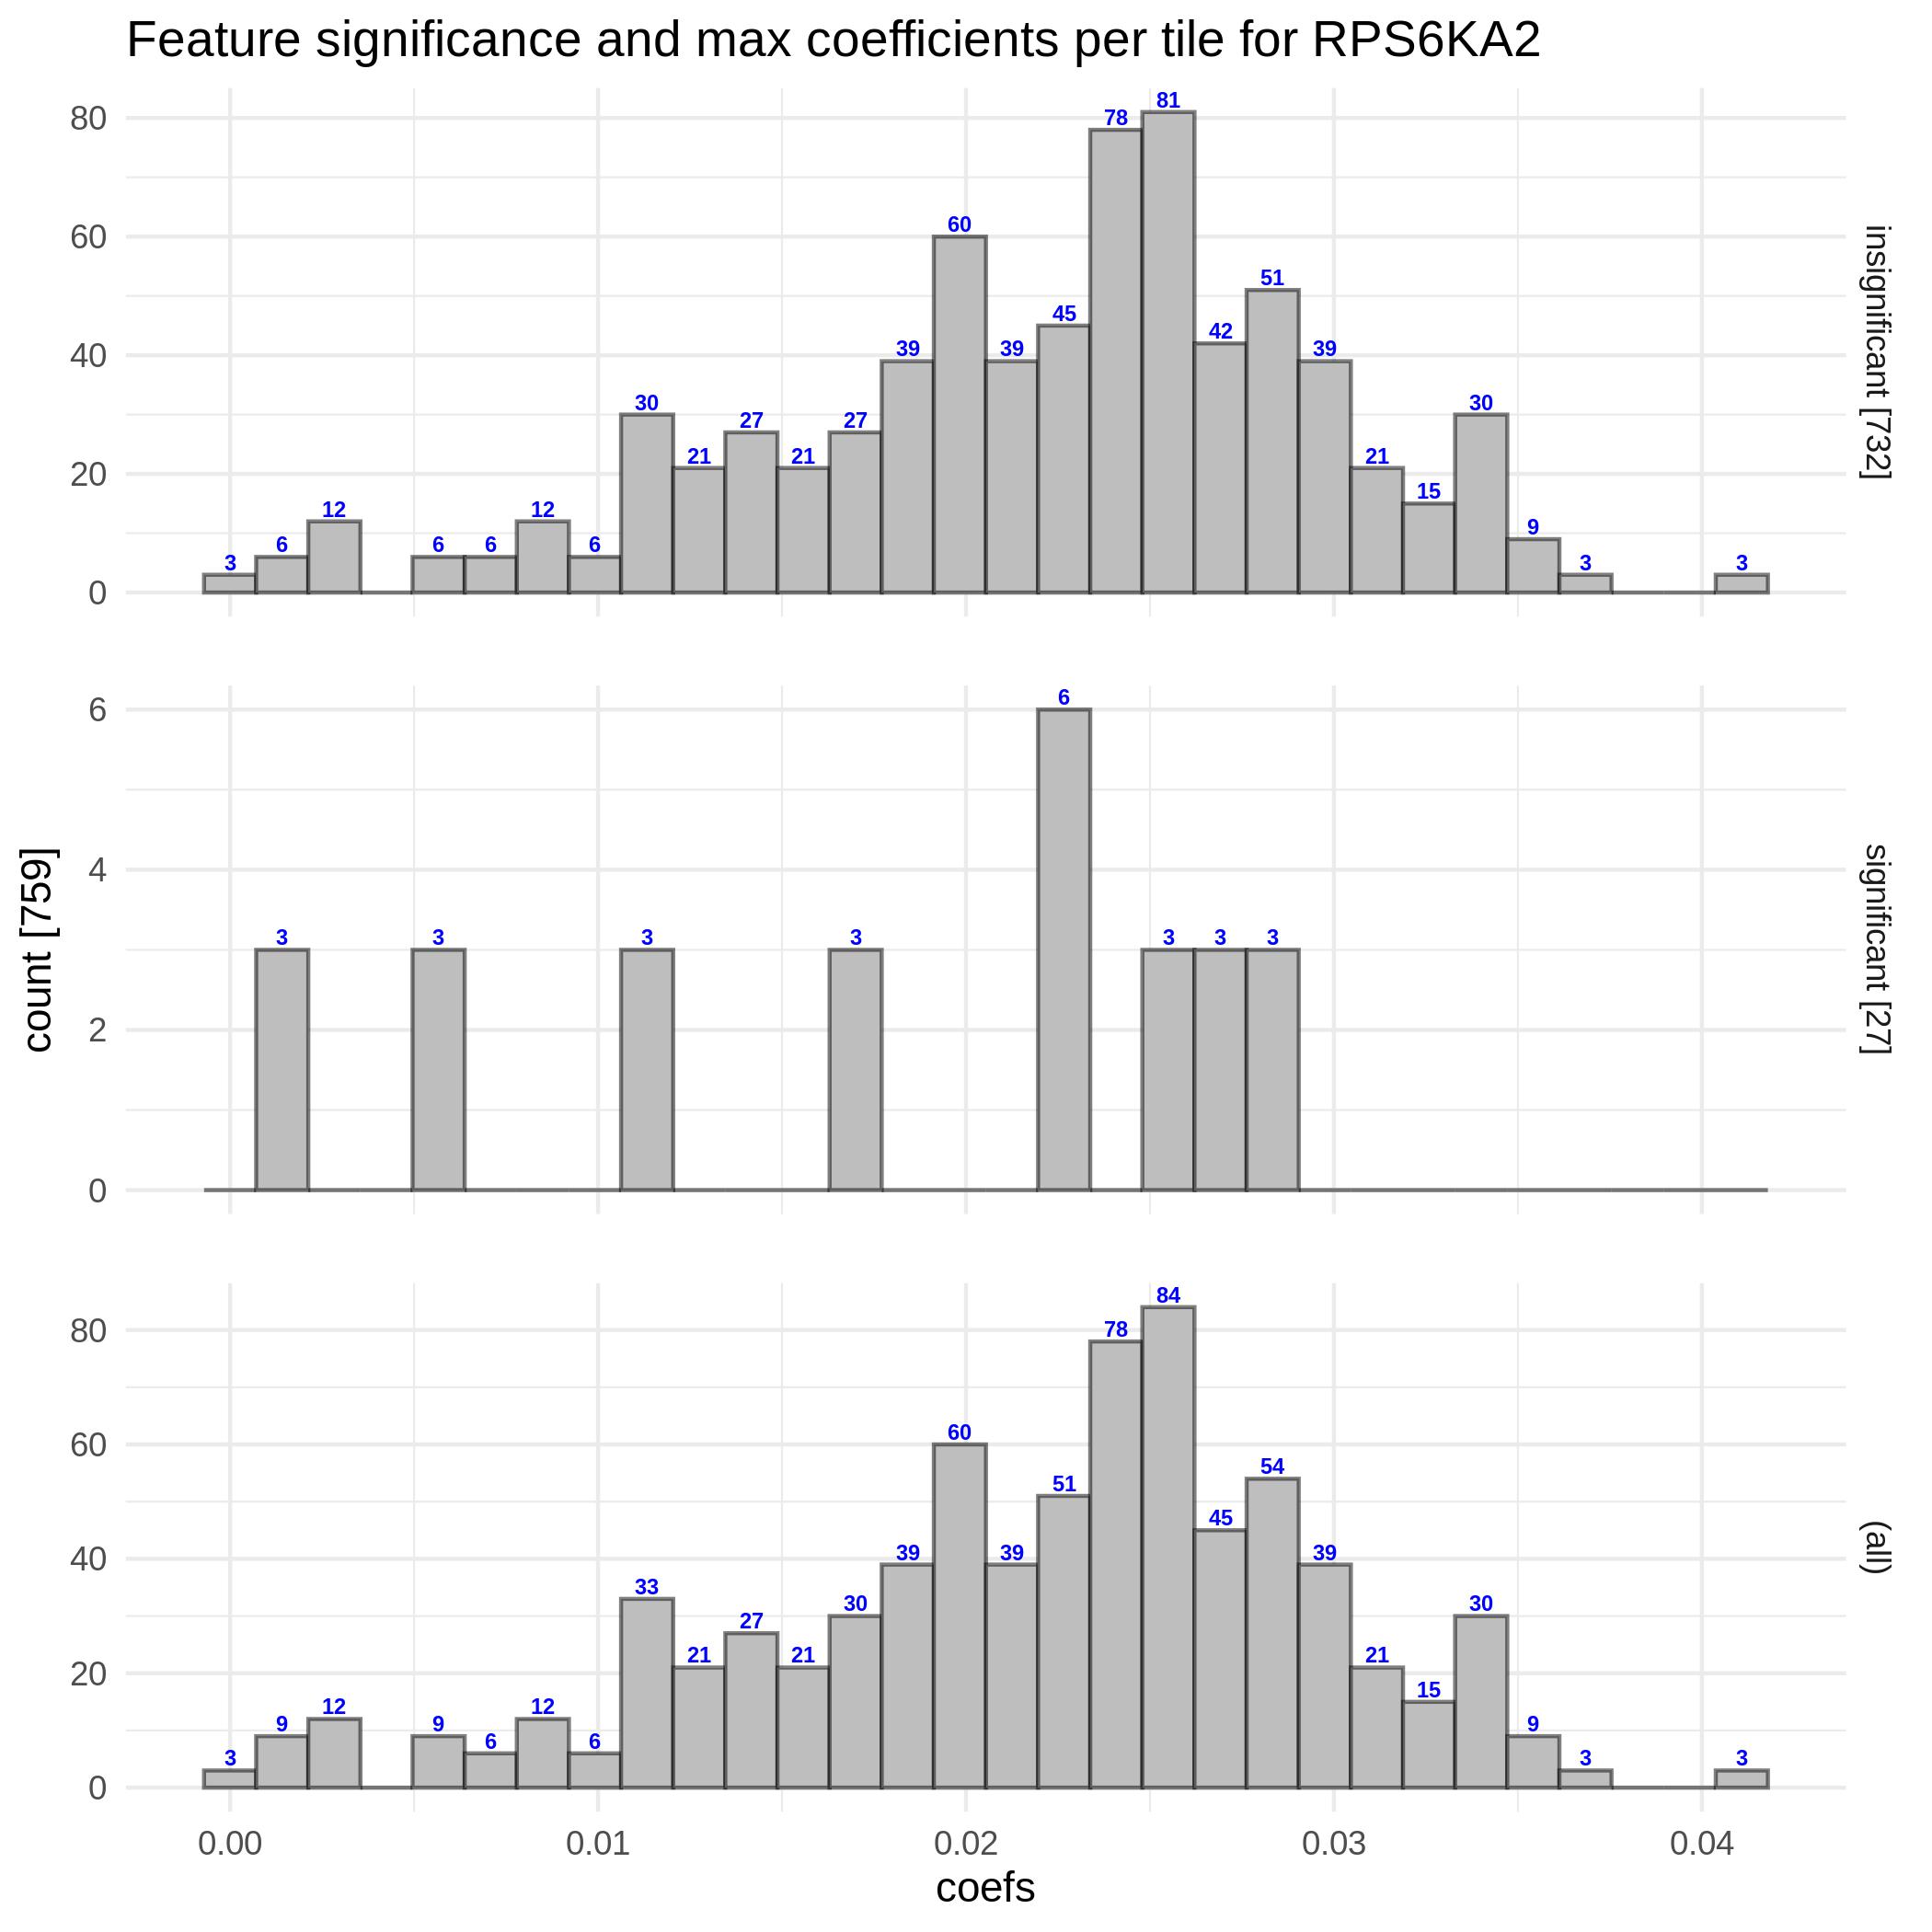 Feature significance and max coefficients per tile for RPS6KA2
80
60
40
20
0
3 6 12 6 6 12 6 30 21 27 21 27 39 60 39 45 78 81 42 51 39 21 15 30 9 3 3
insignificant [732]
6
4
2
0
3 3 3 3 6 3 3 3
significant [27]
count [759]
80
60
40
20
0
3 9 12 9 6 12 6 33 21 27 21 30 39 60 39 51 78 84 45 54 39 21 15 30 9 3 3
(all)
0.00 0.01 0.02 0.03 0.04
coefs